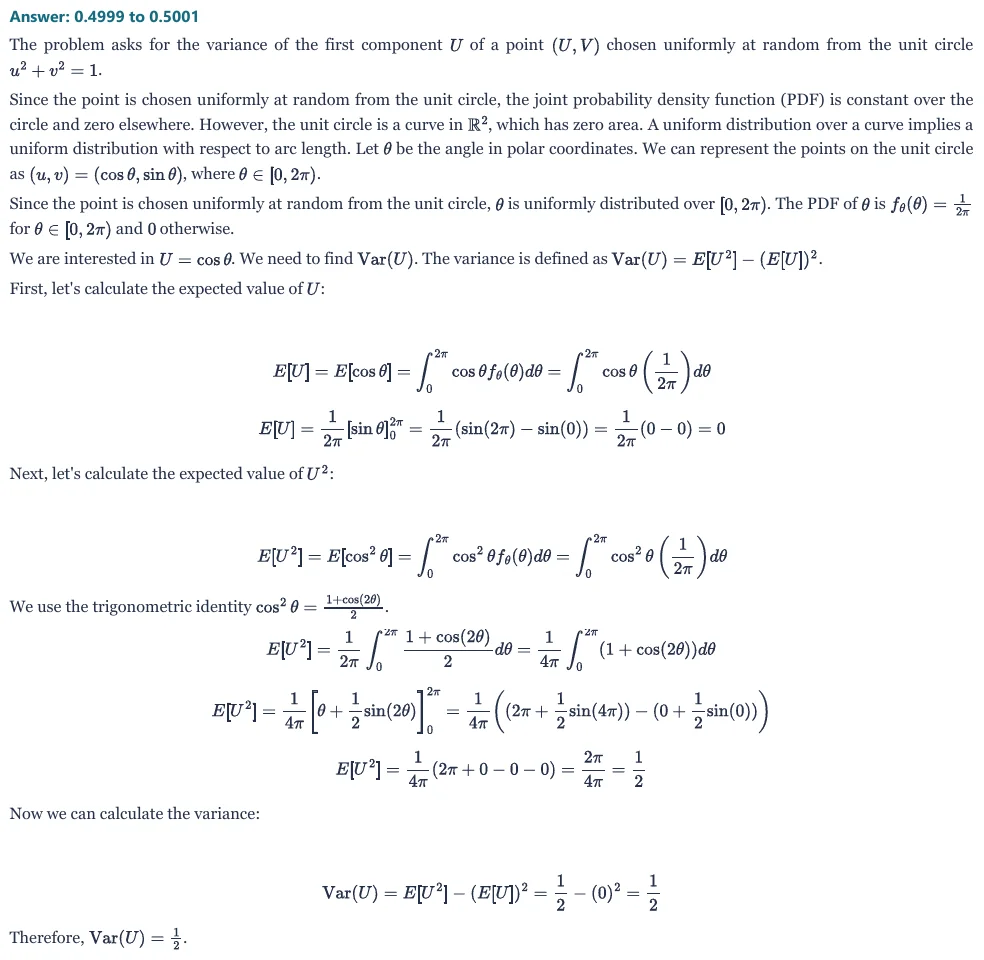 Answer: 0.4999 to 0.5001
The problem asks for the variance of the first component U of a point (U, V) chosen uniformly at random from the unit circle
u² + v² = 1.
Since the point is chosen uniformly at random from the unit circle, the joint probability density function (PDF) is constant over the
circle and zero elsewhere. However, the unit circle is a curve in ℝ², which has zero area. A uniform distribution over a curve implies a
uniform distribution with respect to arc length. Let θ be the angle in polar coordinates. We can represent the points on the unit circle
as (u, v) = (cos θ, sin θ), where θ ∈ [0, 2π).
Since the point is chosen uniformly at random from the unit circle, θ is uniformly distributed over [0, 2π). The PDF of θ is f_θ(θ) = 1/2π
for θ ∈ [0, 2π) and 0 otherwise.
We are interested in U = cos θ. We need to find Var(U). The variance is defined as Var(U) = E[U²] − (E[U])².
First, let's calculate the expected value of U:
E[U] = E[cos θ] = ∫₀^{2π} cos θ f_θ(θ)dθ = ∫₀^{2π} cos θ (1/2π) dθ
E[U] = 1/2π [sin θ]₀^{2π} = 1/2π (sin(2π) − sin(0)) = 1/2π (0 − 0) = 0
Next, let's calculate the expected value of U²:
E[U²] = E[cos² θ] = ∫₀^{2π} cos² θ f_θ(θ)dθ = ∫₀^{2π} cos² θ (1/2π) dθ
We use the trigonometric identity cos² θ = (1+cos(2θ))/2.
E[U²] = 1/2π ∫₀^{2π} (1 + cos(2θ))/2 dθ = 1/4π ∫₀^{2π} (1 + cos(2θ))dθ
E[U²] = 1/4π [θ + 1/2 sin(2θ)]₀^{2π} = 1/4π ((2π + 1/2 sin(4π)) − (0 + 1/2 sin(0)))
E[U²] = 1/4π (2π + 0 − 0 − 0) = 2π/4π = 1/2
Now we can calculate the variance:
Var(U) = E[U²] − (E[U])² = 1/2 − (0)² = 1/2
Therefore, Var(U) = 1/2.